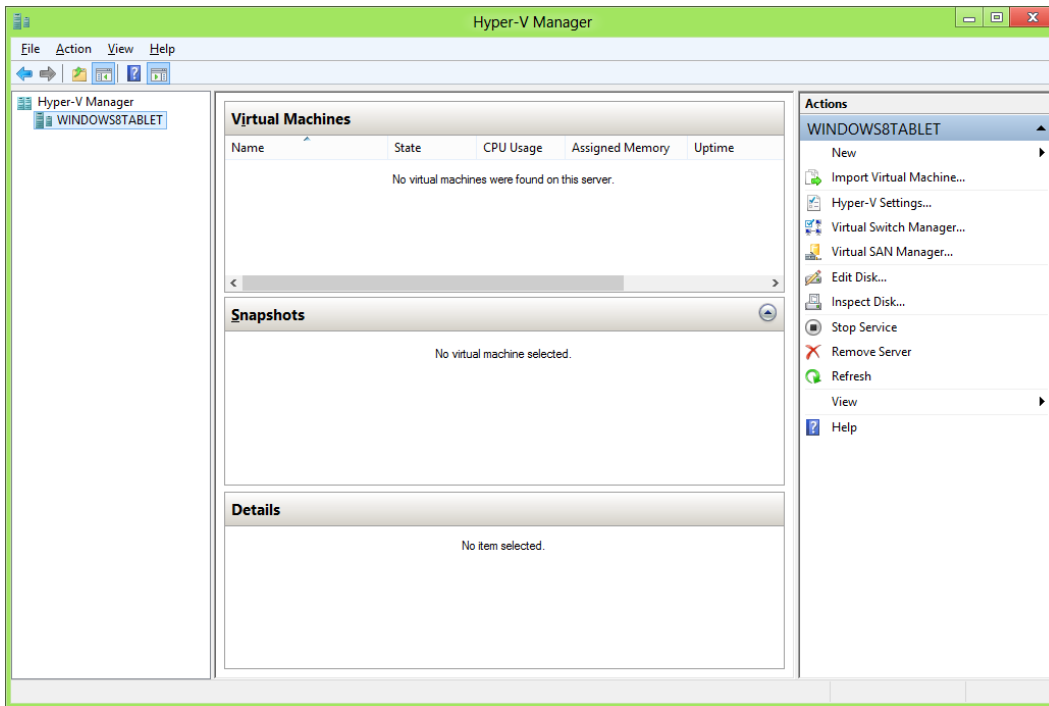 Hyper-V Manager
File Action View Help
Hyper-V Manager
WINDOWS8TABLET
Virtual Machines
Name State CPU Usage Assigned Memory Uptime
No virtual machines were found on this server.
Snapshots
No virtual machine selected.
Details
No item selected.
Actions
WINDOWS8TABLET
New
Import Virtual Machine...
Hyper-V Settings...
Virtual Switch Manager...
Virtual SAN Manager...
Edit Disk...
Inspect Disk...
Stop Service
Remove Server
Refresh
View
Help